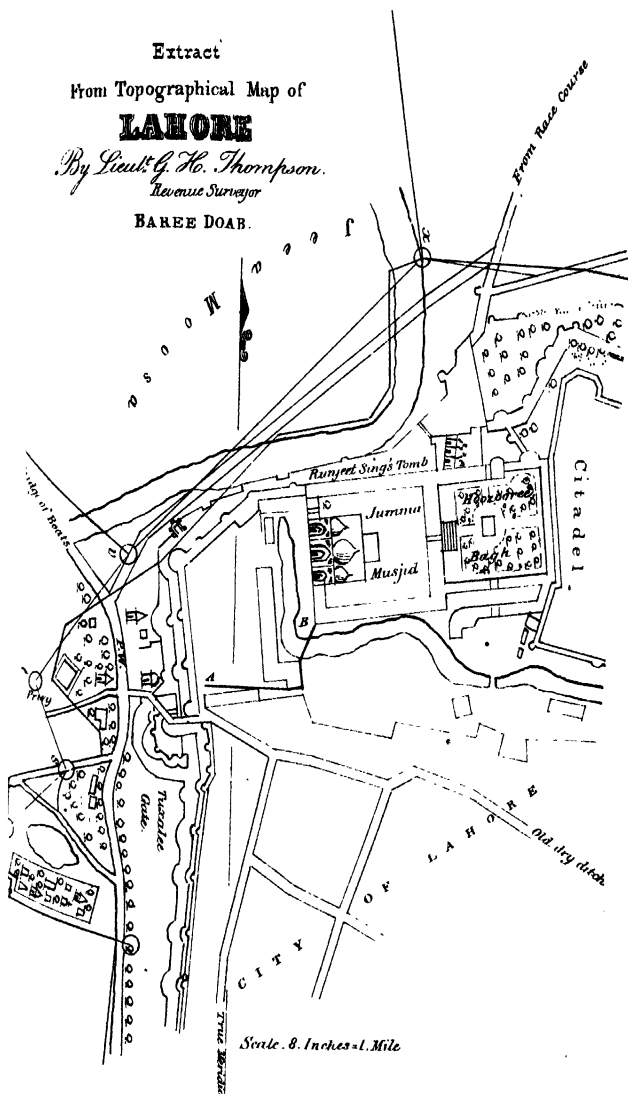 Extract
From Topographical Map of
LAHORE
By Lieut. G. H. Thompson.
Revenue Surveyor
BAREE DOAB.
From Race Course
x
Jeea Moosa
of Boats
Runjeet Sing's Tomb
Jumma
Musjid
Hoozooree
Bagh
Citadel.
B
A
P.W.
Privy
Tuxalee
Gate.
CITY OF LAHORE
Old dry ditch
True Meridi
Scale. 8. Inches = 1. Mile